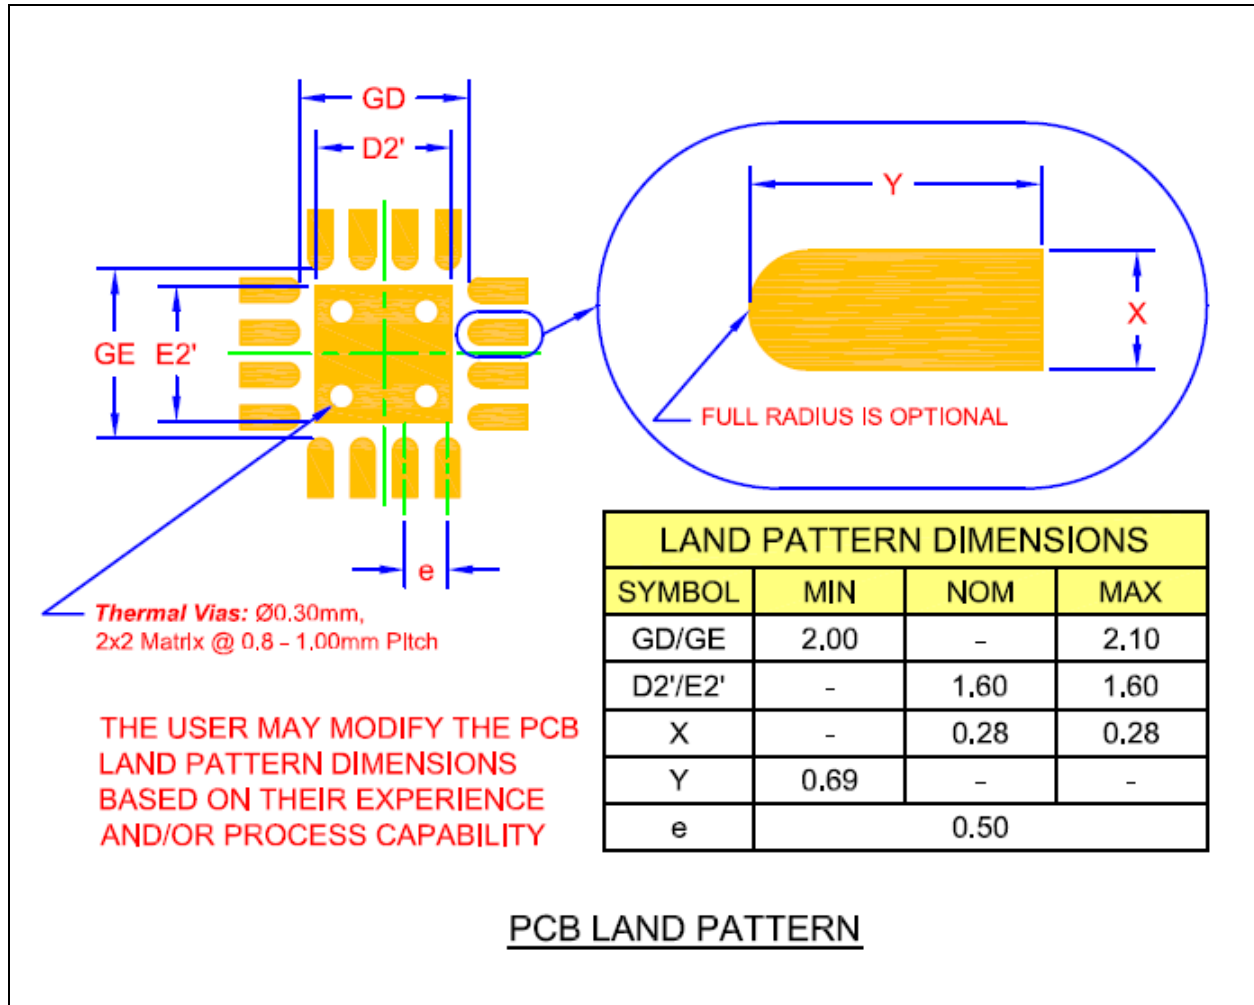 GD
D2'
Y
GE E2'
X
FULL RADIUS IS OPTIONAL
e
Thermal Vias: Ø0.30mm,
2x2 Matrix @ 0.8 – 1.00mm Pitch
THE USER MAY MODIFY THE PCB
LAND PATTERN DIMENSIONS
BASED ON THEIR EXPERIENCE
AND/OR PROCESS CAPABILITY
LAND PATTERN DIMENSIONS
SYMBOL MIN NOM MAX
GD/GE 2.00 - 2.10
D2'/E2' - 1.60 1.60
X - 0.28 0.28
Y 0.69 - -
e 0.50
PCB LAND PATTERN